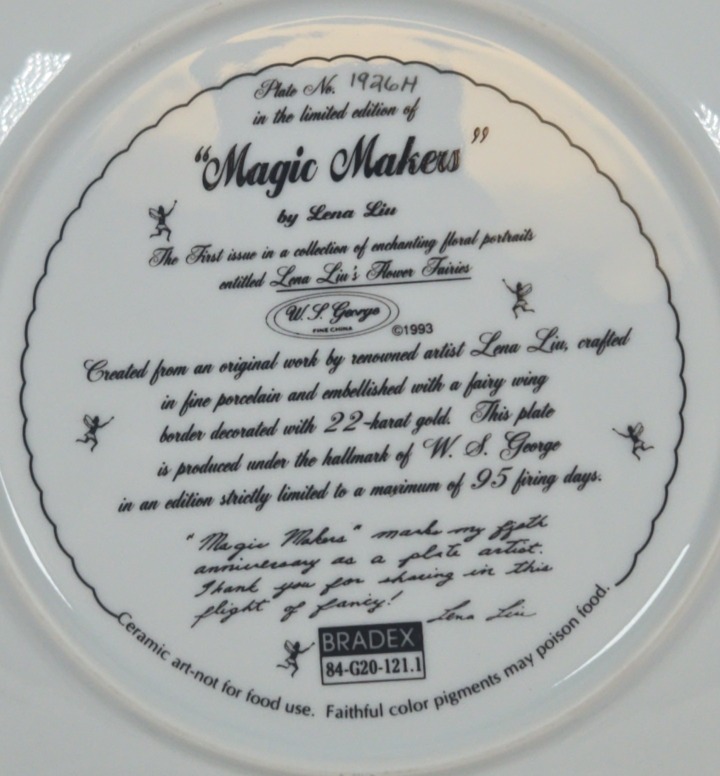 Plate No. 1926H
in the limited edition of
"Magic Makers"
by Lena Liu
The First issue in a collection of enchanting floral portraits
entitled Lena Liu's Flower Fairies
W. S. George
FINE CHINA
©1993
Created from an original work by renowned artist Lena Liu, crafted
in fine porcelain and embellished with a fairy wing
border decorated with 22-karat gold. This plate
is produced under the hallmark of W. S. George
in an edition strictly limited to a maximum of 95 firing days.
"Magic Makers" marks my fifth
anniversary as a plate artist.
Thank you for sharing in this
flight of fancy!
Lena Liu
BRADEX
84-G20-121.1
Ceramic art-not for food use. Faithful color pigments may poison food.